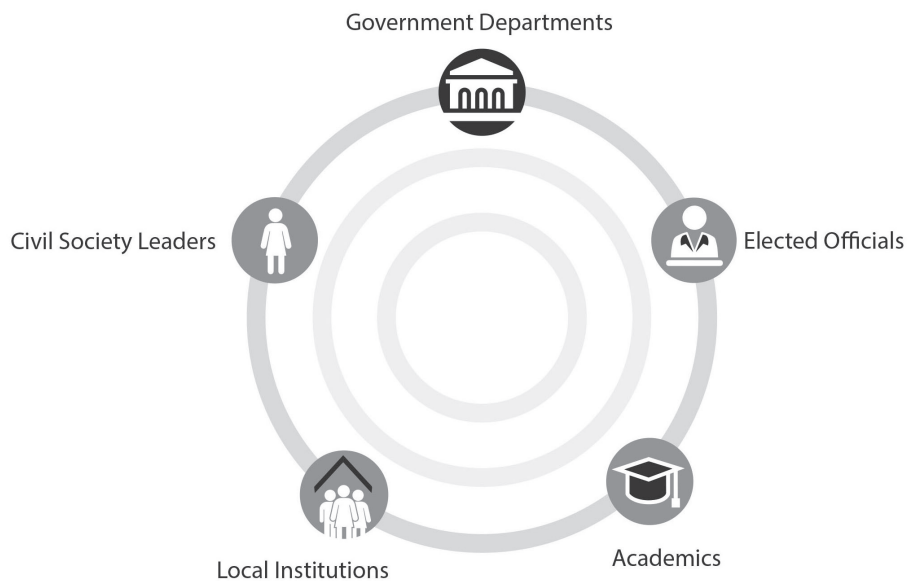 Government Departments
Civil Society Leaders
Elected Officials
Local Institutions
Academics